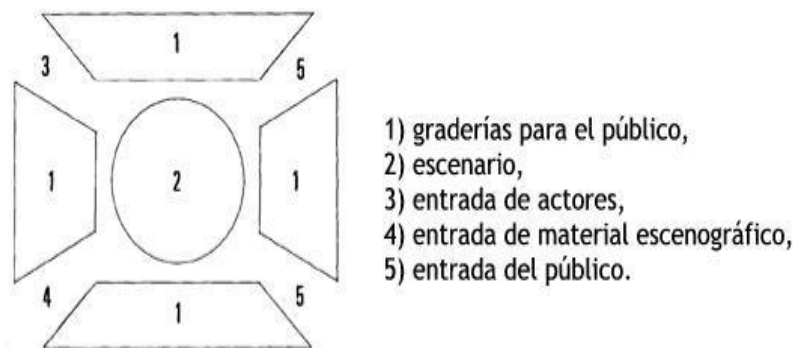 1
3 5
1 2 1
4 5
1
1) graderías para el público,
2) escenario,
3) entrada de actores,
4) entrada de material escenográfico,
5) entrada del público.